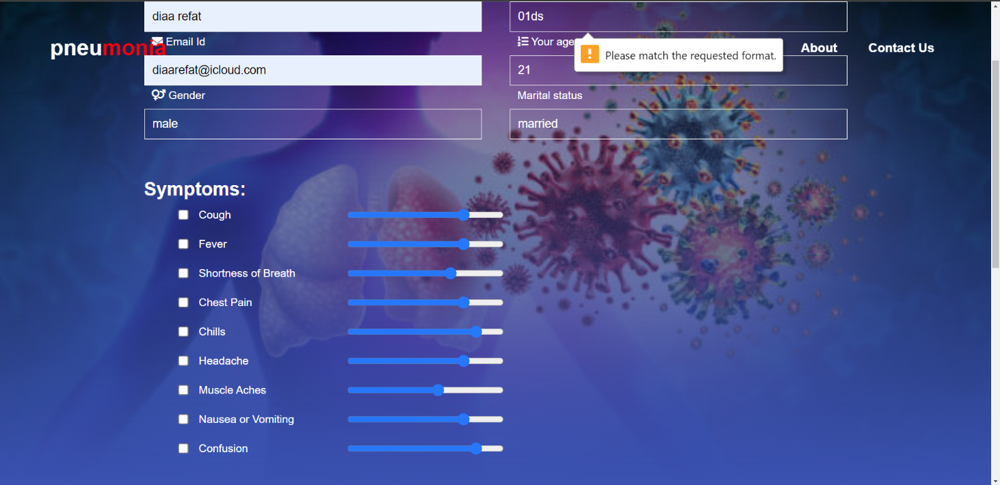 diaa refat
01ds
Email Id
Your age
pneumonia
Please match the requested format.
About
Contact Us
diaarefat@icloud.com
21
Gender
Marital status
male
married
Symptoms:
Cough
Fever
Shortness of Breath
Chest Pain
Chills
Headache
Muscle Aches
Nausea or Vomiting
Confusion